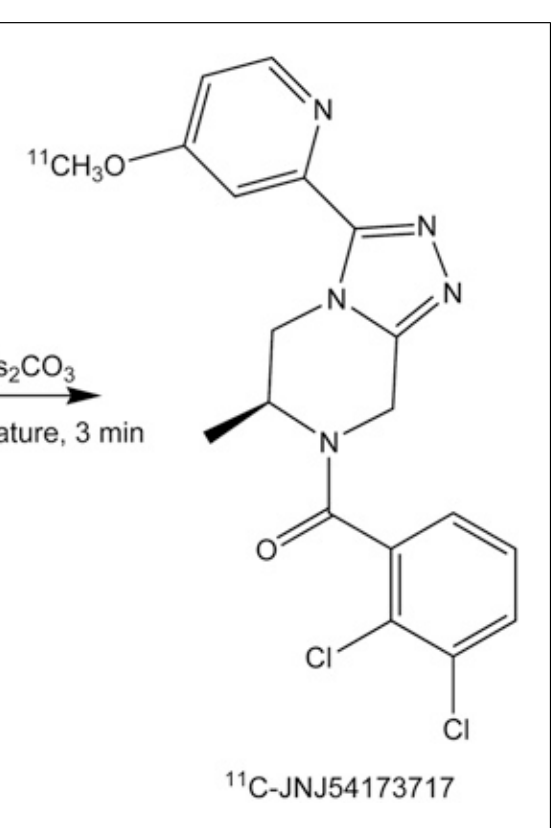 N
¹¹CH₃O
N
N
N
s₂CO₃
ature, 3 min
N
O
Cl
Cl
¹¹C-JNJ54173717